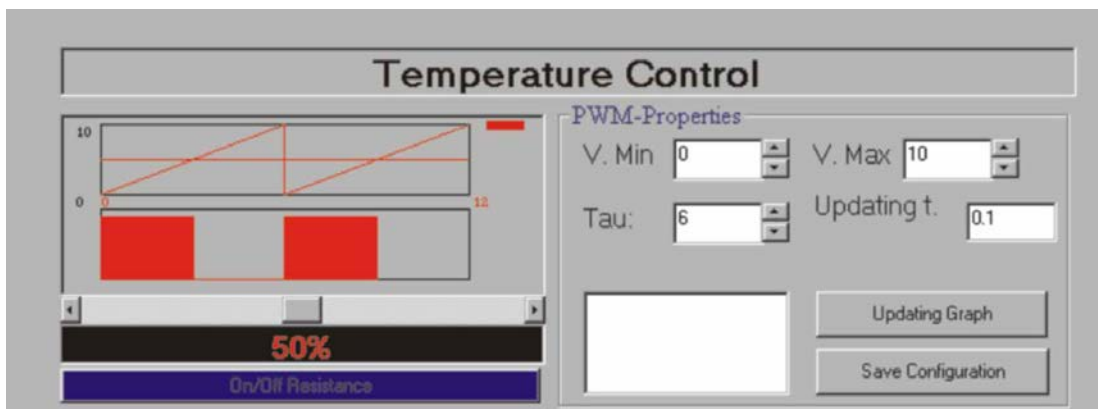 Temperature Control
10
0
0
12
50%
On/Off Resistance
PWM-Properties
V. Min 0
V. Max 10
Tau: 6
Updating t. 0.1
Updating Graph
Save Configuration